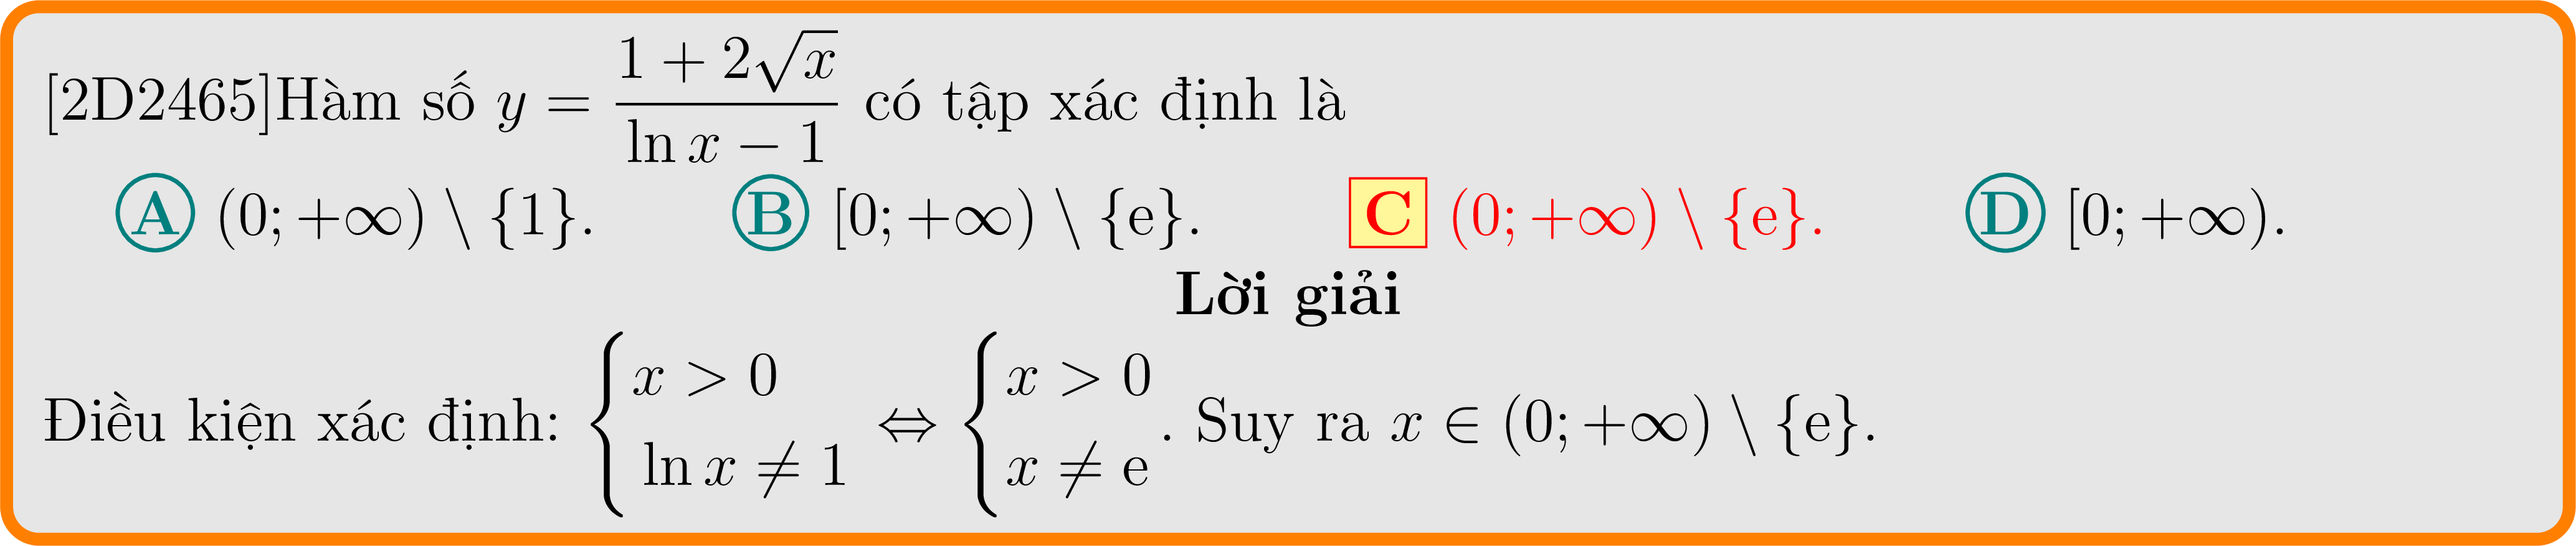 [2D2465]Hàm số $y = \dfrac{1 + 2\sqrt{x}}{\ln x - 1}$ có tập xác định là
A $(0; +\infty) \setminus \{1\}$. B $[0; +\infty) \setminus \{\mathrm{e}\}$. C $(0; +\infty) \setminus \{\mathrm{e}\}$. D $[0; +\infty)$.
Lời giải
Điều kiện xác định: $\begin{cases} x > 0 \\ \ln x \neq 1 \end{cases} \Leftrightarrow \begin{cases} x > 0 \\ x \neq \mathrm{e} \end{cases}$. Suy ra $x \in (0; +\infty) \setminus \{\mathrm{e}\}$.